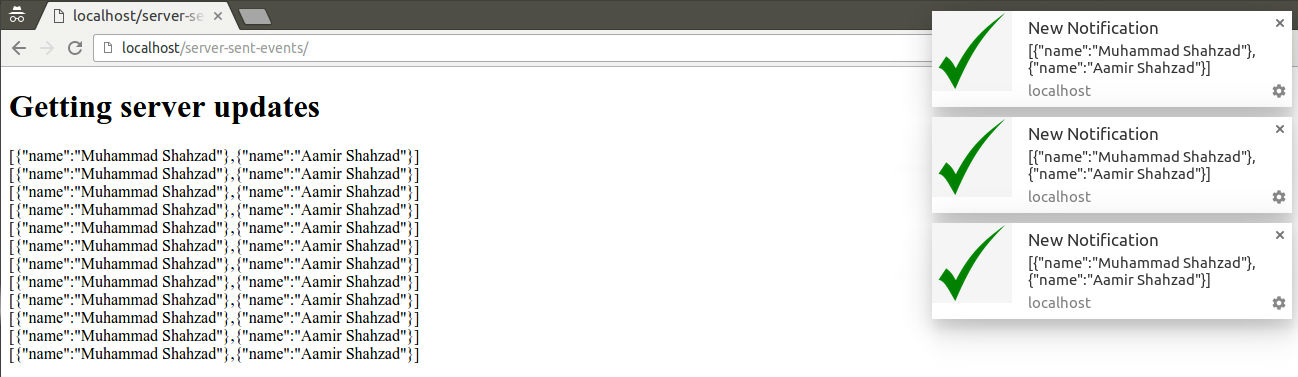 localhost/server-se
localhost/server-sent-events/
Getting server updates
[{"name":"Muhammad Shahzad"},{"name":"Aamir Shahzad"}]
[{"name":"Muhammad Shahzad"},{"name":"Aamir Shahzad"}]
[{"name":"Muhammad Shahzad"},{"name":"Aamir Shahzad"}]
[{"name":"Muhammad Shahzad"},{"name":"Aamir Shahzad"}]
[{"name":"Muhammad Shahzad"},{"name":"Aamir Shahzad"}]
[{"name":"Muhammad Shahzad"},{"name":"Aamir Shahzad"}]
[{"name":"Muhammad Shahzad"},{"name":"Aamir Shahzad"}]
[{"name":"Muhammad Shahzad"},{"name":"Aamir Shahzad"}]
[{"name":"Muhammad Shahzad"},{"name":"Aamir Shahzad"}]
[{"name":"Muhammad Shahzad"},{"name":"Aamir Shahzad"}]
[{"name":"Muhammad Shahzad"},{"name":"Aamir Shahzad"}]
[{"name":"Muhammad Shahzad"},{"name":"Aamir Shahzad"}]
New Notification
[{"name":"Muhammad Shahzad"},
{"name":"Aamir Shahzad"}]
localhost
New Notification
[{"name":"Muhammad Shahzad"},
{"name":"Aamir Shahzad"}]
localhost
New Notification
[{"name":"Muhammad Shahzad"},
{"name":"Aamir Shahzad"}]
localhost